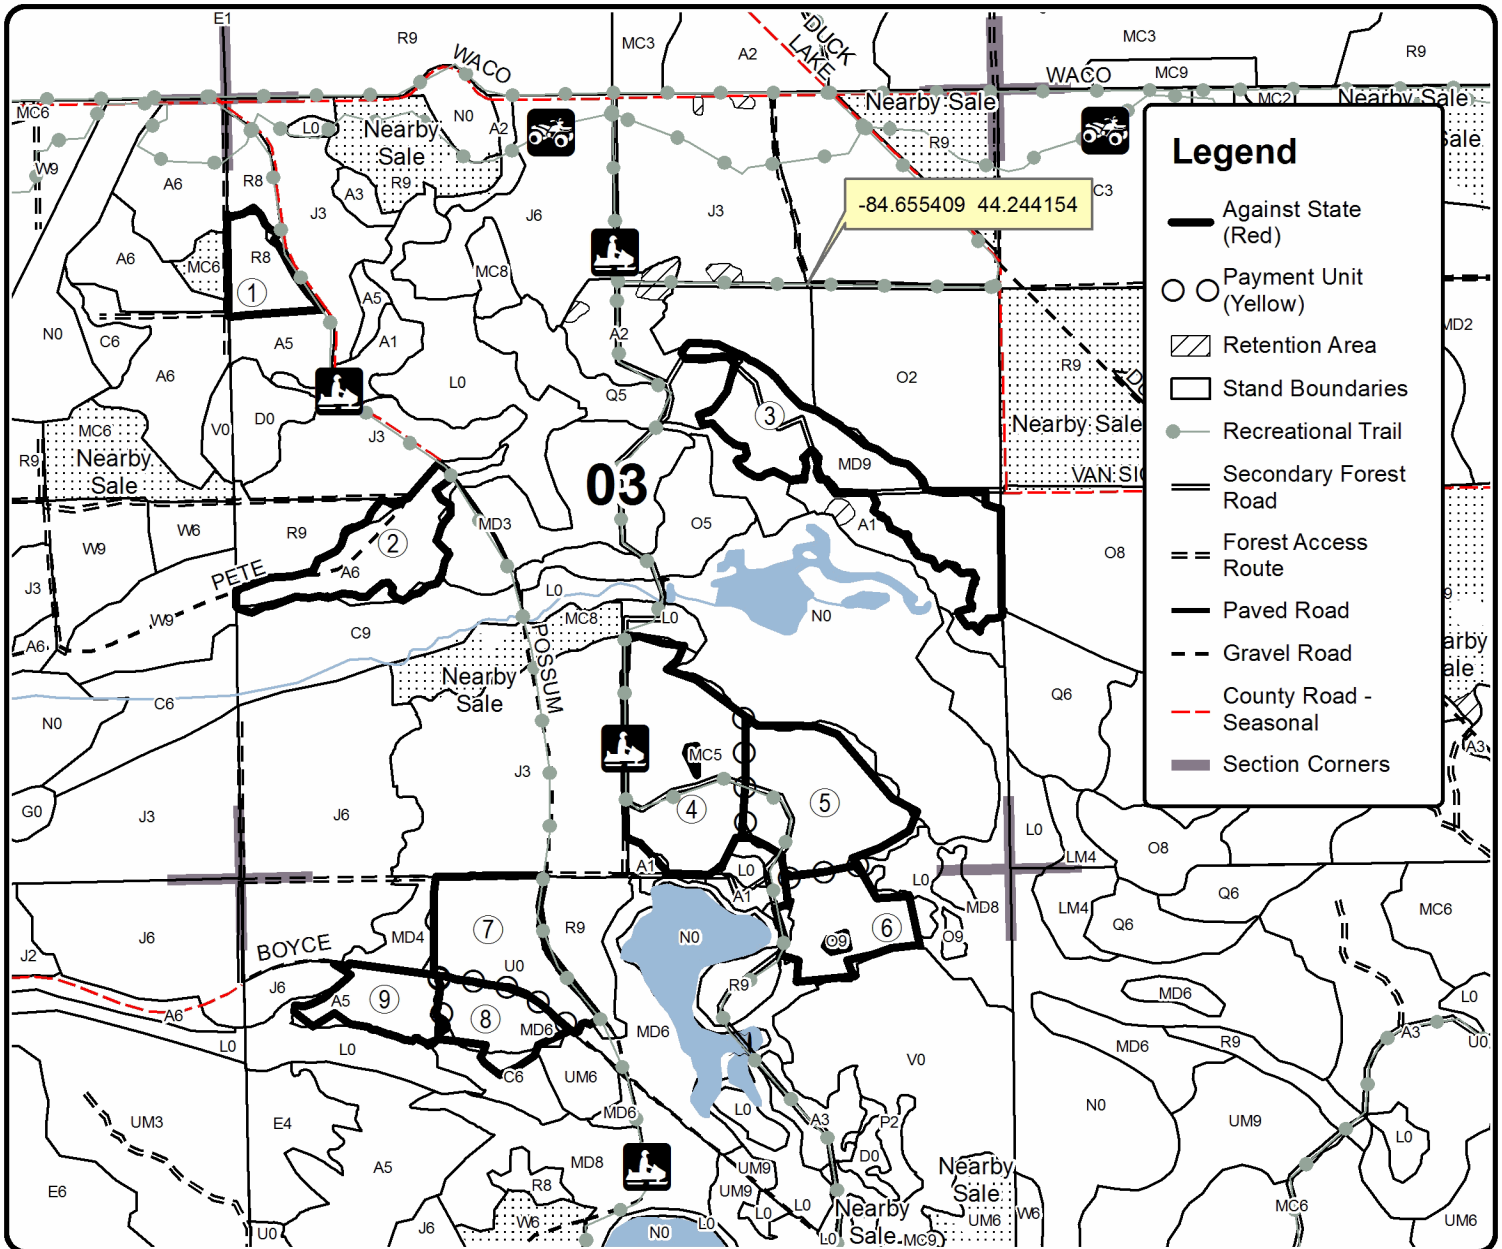 E1
R9
WACO
MC3
A2
DUCK
LAKE
MC3
R9
WACO
MC9
MC2
Nearby Sale
Nearby Sale
MC6
L0
Nearby
Sale
N0
A2
R9
Sale
W9
A6
R8
A3
R9
J3
J6
J3
C3
-84.655409 44.244154
Legend
Against State
(Red)
Payment Unit
(Yellow)
Retention Area
Stand Boundaries
Recreational Trail
Secondary Forest
Road
Forest Access
Route
Paved Road
Gravel Road
County Road -
Seasonal
Section Corners
A6
MC6
R8
1
MC8
A5
N0
C6
A5
A1
A2
MD2
A6
L0
Q5
O2
R9
D0
V0
J3
3
Nearby Sale
MC6
Nearby
Sale
R9
MD9
VAN SIC
03
W9
W6
R9
2
MD3
O5
A1
O8
J3
PETE
A6
L0
9
W9
C9
MC8
L0
N0
A6
POSSUM
arby
ale
Nearby
Sale
C6
N0
Q6
A3
MC5
J3
G0
J3
J6
4
5
L0
O8
A1
L0
LM4
L0
A1
MD8
LM4
Q6
Q6
MC6
J6
J2
BOYCE
MD4
7
R9
N0
O9
6
O9
U0
J6
A5
9
8
MD6
R9
MD6
MD6
L0
A6
L0
L0
C6
UM6
V0
MD6
R9
A3
U0
N0
UM9
L0
UM3
E4
MD6
L0
A3
P2
D0
A5
MD8
R8
UM9
UM9
L0
L0
Nearby
Sale
E6
U0
J6
W6
N0
L0
Nearby
Sale
L0
MC9
UM6
W6
MC6
UM6